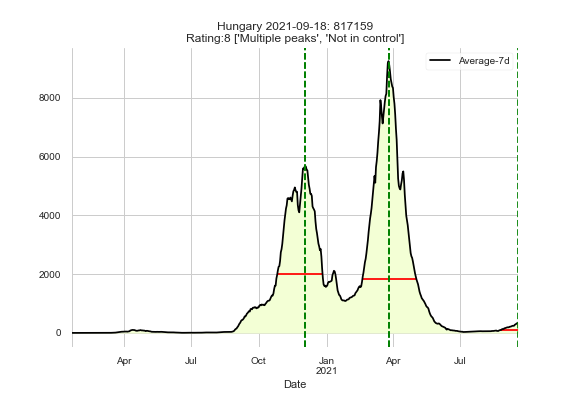 Hungary 2021-09-18: 817159
Rating:8 ['Multiple peaks', 'Not in control']
Average-7d
8000
6000
4000
2000
0
Apr
Jul
Oct
Jan
2021
Apr
Jul
Date